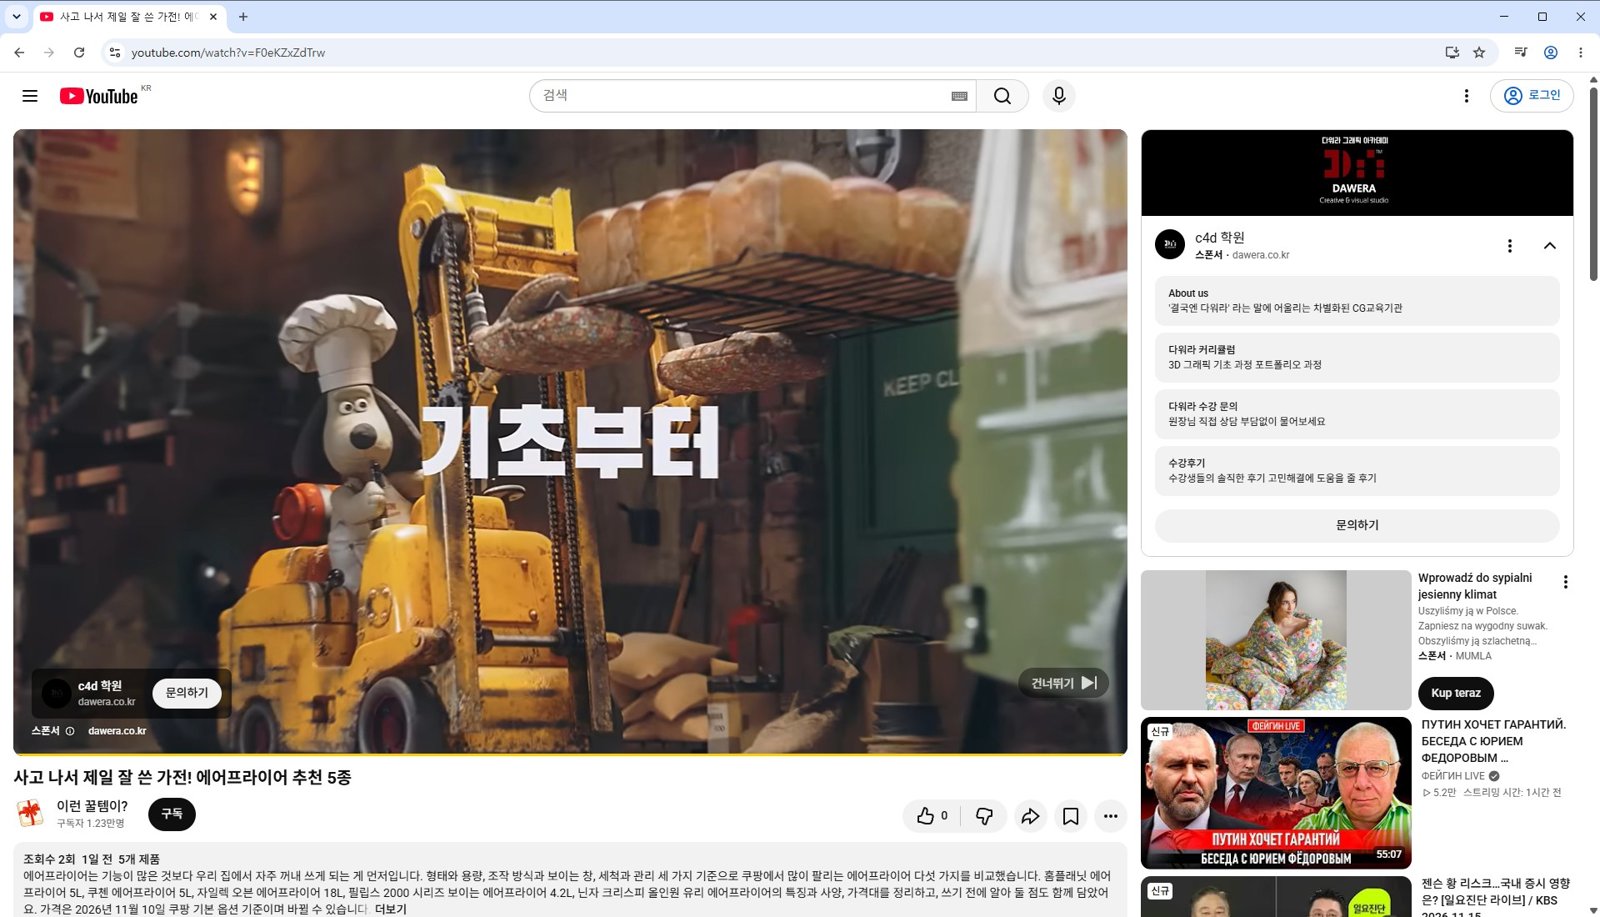 사고 나서 제일 잘 쓴 가전! 에어
youtube.com/watch?v=F0eKZxZdTrw
YouTube KR
검색
로그인
KEEP CL
기초부터
c4d 학원
dawera.co.kr
문의하기
건너뛰기
스폰서 dawera.co.kr
사고 나서 제일 잘 쓴 가전! 에어프라이어 추천 5종
이런 꿀템이?
구독자 1.23만명
구독
0
조회수 2회 1일 전 5개 제품
에어프라이어는 기능이 많은 것보다 우리 집에서 자주 꺼내 쓰게 되는 게 먼저입니다. 형태와 용량, 조작 방식과 보이는 창, 세척과 관리 세 가지 기준으로 쿠팡에서 많이 팔리는 에어프라이어 다섯 가지를 비교했습니다. 홈플래닛 에어
프라이어 5L, 쿠첸 에어프라이어 5L, 자일렉 오븐 에어프라이어 18L, 필립스 2000 시리즈 보이는 에어프라이어 4.2L, 닌자 크리스피 올인원 유리 에어프라이어의 특징과 사양, 가격대를 정리하고, 쓰기 전에 알아 둘 점도 함께 담았어
요. 가격은 2026년 11월 10일 쿠팡 기본 옵션 기준이며 바뀔 수 있습니다. 더보기
다워라 그래픽 아카데미
DAWERA
Creative & visual studio
c4d 학원
스폰서 · dawera.co.kr
About us
'결국엔 다워라' 라는 말에 어울리는 차별화된 CG교육기관
다워라 커리큘럼
3D 그래픽 기초 과정 포트폴리오 과정
다워라 수강 문의
원장님 직접 상담 부담없이 물어보세요
수강후기
수강생들의 솔직한 후기 고민해결에 도움을 줄 후기
문의하기
Wprowadź do sypialni
jesienny klimat
Uszyliśmy ją w Polsce.
Zapniesz na wygodny suwak.
Obszyliśmy ją szlachetną...
스폰서 · MUMLA
Kup teraz
신규
ФЕЙГИН LIVE
ПУТИН ХОЧЕТ ГАРАНТИЙ
БЕСЕДА С ЮРИЕМ ФЁДОРОВЫМ
55:07
ПУТИН ХОЧЕТ ГАРАНТИЙ.
БЕСЕДА С ЮРИЕМ
ФЕДОРОВЫМ ...
ФЕЙГИН LIVE
5.2만 스트리밍 시간: 1시간 전
신규
일요진단
젠슨 황 리스크...국내 증시 영향
은? [일요진단 라이브] / KBS
2026.11.15.